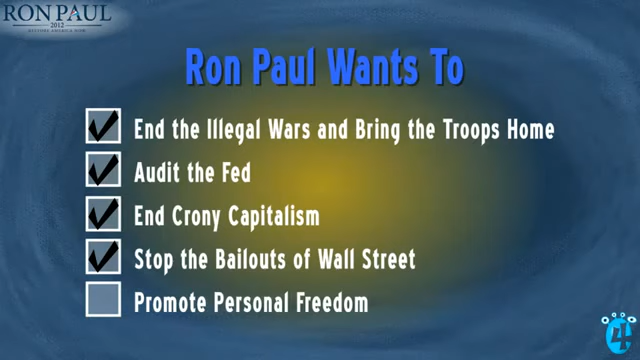 RON PAUL
2012
RESTORE AMERICA NOW
Ron Paul Wants To
End the Illegal Wars and Bring the Troops Home
Audit the Fed
End Crony Capitalism
Stop the Bailouts of Wall Street
Promote Personal Freedom
4